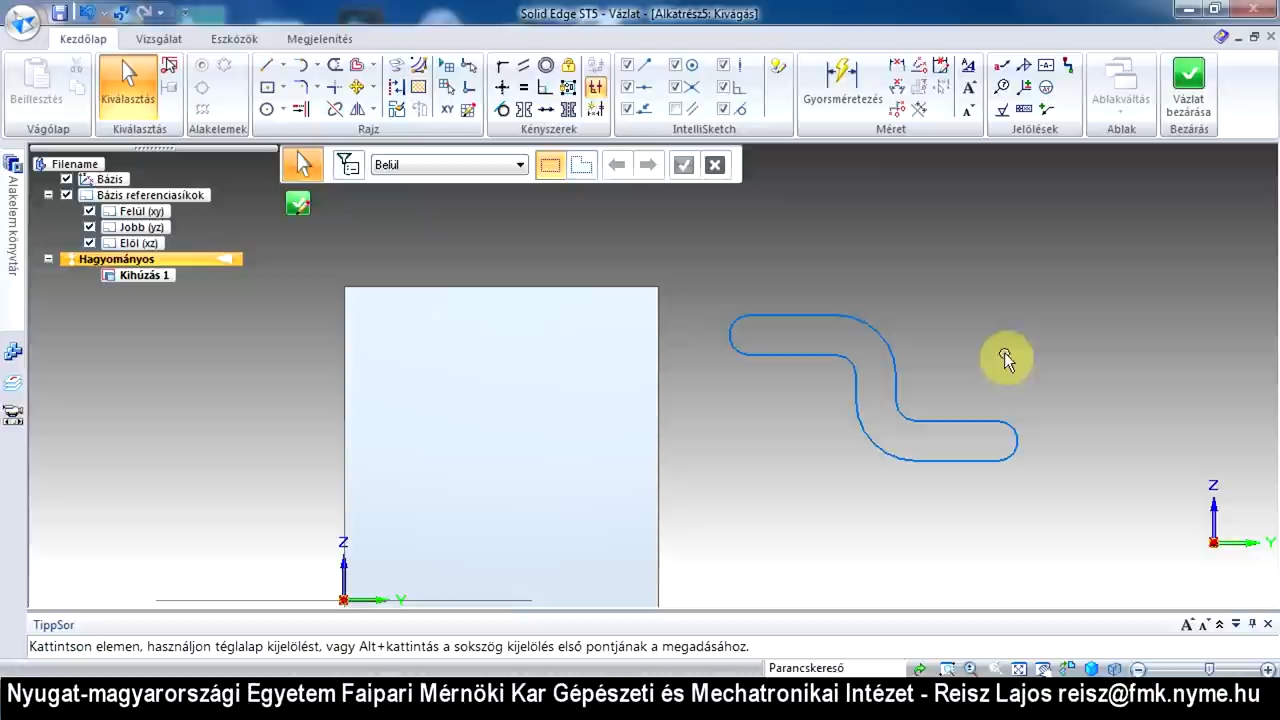 Solid Edge ST5 - Vázlat - [Alkatrész5: Kivágás]
Kezdőlap
Vizsgálat
Eszközök
Megjelenítés
Beillesztés
Kiválasztás
Gyorsméretezés
Ablakváltás
Vázlat
bezárása
Vágólap
Kiválasztás
Alakelemek
Rajz
Kényszerek
IntelliSketch
Méret
Jelölések
Ablak
Bezárás
Alakelem könyvtár
Filename
Bázis
Bázis referenciasíkok
Felül (xy)
Jobb (yz)
Elöl (xz)
Hagyományos
Kihúzás 1
Belül
Z
Y
Z
Y
TippSor
Kattintson elemen, használjon téglalap kijelölést, vagy Alt+kattintás a sokszög kijelölés első pontjának a megadásához.
Parancskereső
Nyugat-magyarországi Egyetem Faipari Mérnöki Kar Gépészeti és Mechatronikai Intézet - Reisz Lajos reisz@fmk.nyme.hu